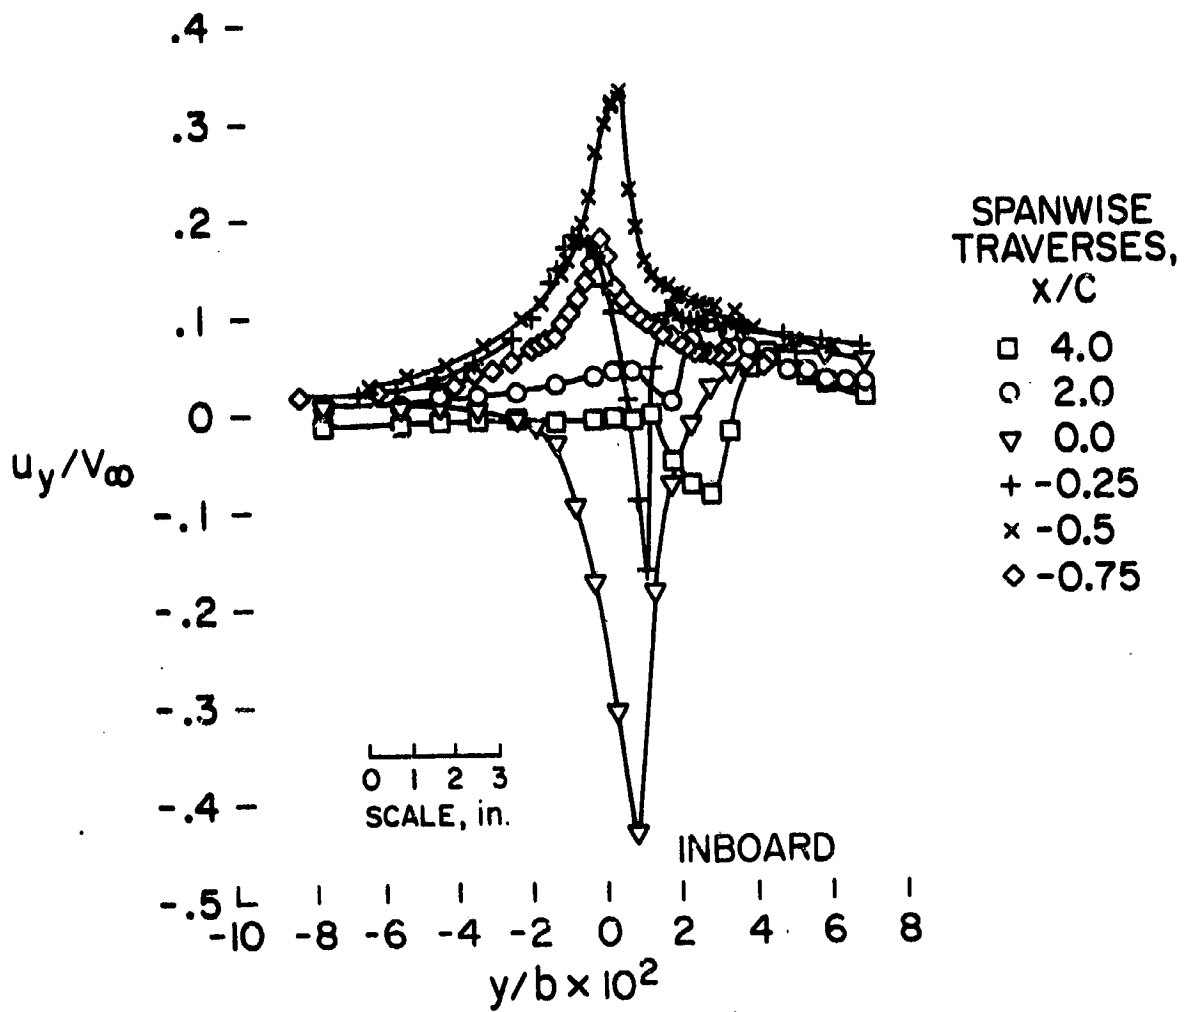 .4
.3
.2
.1
0
-.1
-.2
-.3
-.4
-.5
uy/V∞
SPANWISE
TRAVERSES,
x/C
4.0
2.0
0.0
-0.25
-0.5
-0.75
0 1 2 3
SCALE, in.
INBOARD
-10 -8 -6 -4 -2 0 2 4 6 8
y/b × 10²